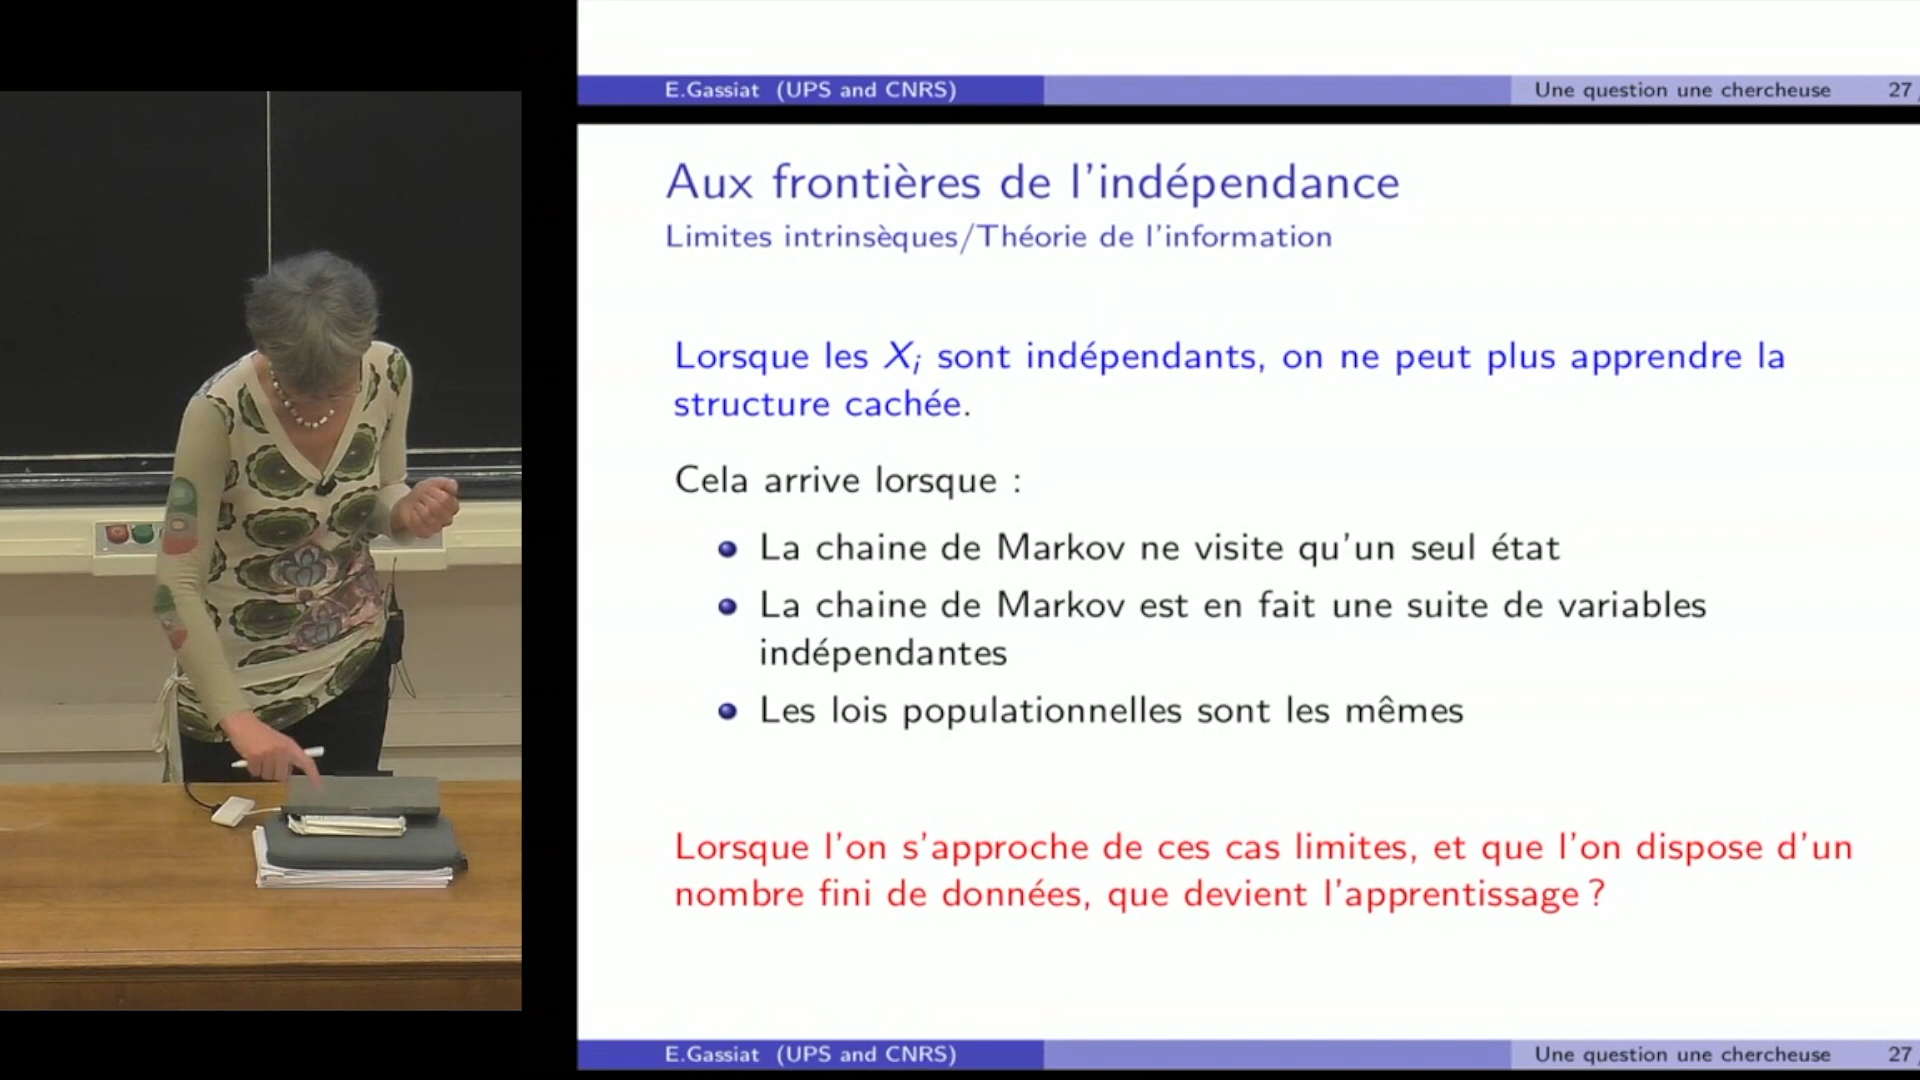 E.Gassiat (UPS and CNRS) Une question une chercheuse 27
Aux frontières de l'indépendance
Limites intrinsèques/Théorie de l'information
Lorsque les Xi sont indépendants, on ne peut plus apprendre la
structure cachée.
Cela arrive lorsque :
La chaine de Markov ne visite qu'un seul état
La chaine de Markov est en fait une suite de variables
indépendantes
Les lois populationnelles sont les mêmes
Lorsque l'on s'approche de ces cas limites, et que l'on dispose d'un
nombre fini de données, que devient l'apprentissage ?
E.Gassiat (UPS and CNRS) Une question une chercheuse 27